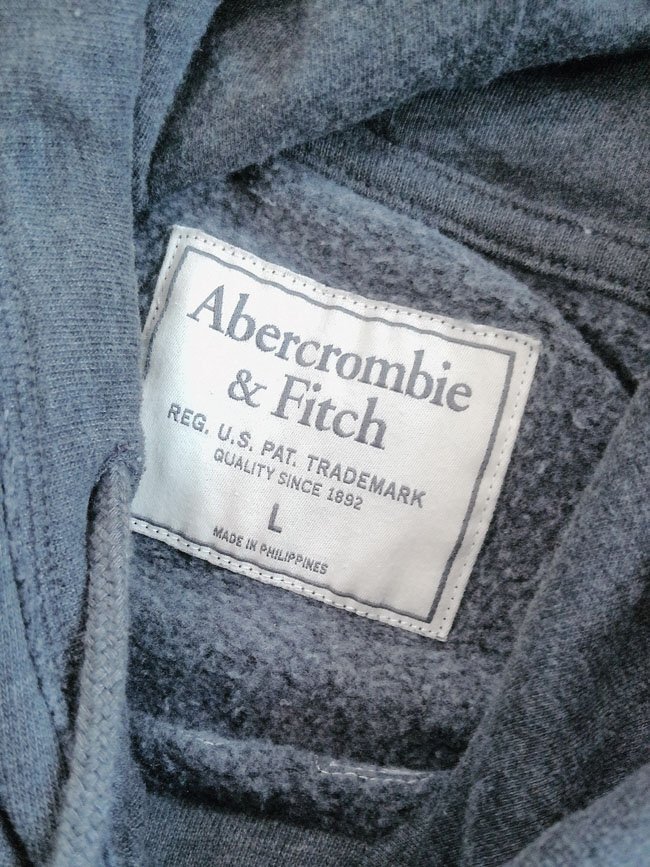 Abercrombie
& Fitch
REG. U.S. PAT. TRADEMARK
QUALITY SINCE 1892
L
MADE IN PHILIPPINES